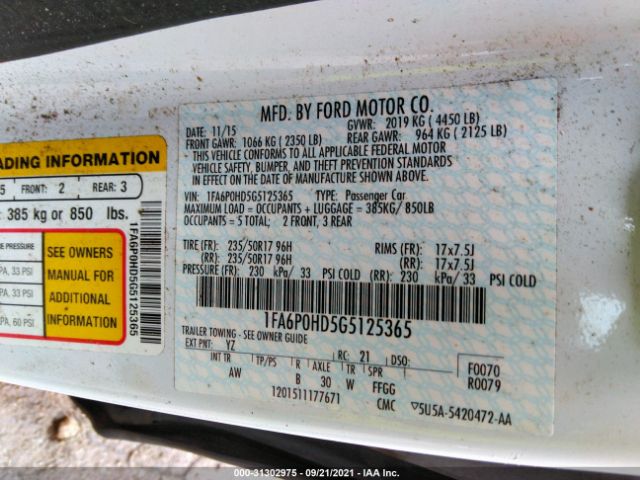 MFD. BY FORD MOTOR CO.
11/15 GVWR: 2019 KG ( 4450 LB)
FRONT GAWR: 1066 KG ( 2350 LB) REAR GAWR: 964 KG ( 2125 LB)
* THIS VEHICLE CONFORMS TO ALL APPLICABLE FEDERAL MOTOR
* VEHICLE SAFETY, BUMPER, AND THEFT PREVENTION STANDARDS
* IN EFFECT ON THE DATE OF MANUFACTURE SHOWN ABOVE
VIN: 1FA6P0HD5G5125365 TYPE: Passenger Car
MAXIMUM LOAD = OCCUPANTS + LUGGAGE = 385KG/ 850LB
OCCUPANTS = 5 TOTAL; 2 FRONT, 3 REAR
TIRE (FR): 235/50R17 96H RIMS (FR): 17x7.5J
(RR): 235/50R17 96H (RR): 17x7.5J
PRESSURE (FR): 230 kPa/ 33 PSI COLD (RR): 230 kPa/ 33 PSI COLD
1FA6P0HD5G5125365
TRAILER TOWING - SEE OWNER GUIDE
EXT PNT: YZ RC: 21 DSO: F0070
INT TR TP/PS R AXLE TR SPR R0079
AW B 30 W FFGG
1201511177671 CMC ▽5U5A-5420472-AA
ADING INFORMATION
5 FRONT: 2 REAR: 3
385 kg or 850 lbs.
E PRESSURE
PA, 33 PSI
PA, 33 PSI
PA, 60 PSI
SEE OWNERS
MANUAL FOR
ADDITIONAL
INFORMATION
1FA6P0HD5G5125365
000-31302975 - 09/21/2021 - IAA Inc.